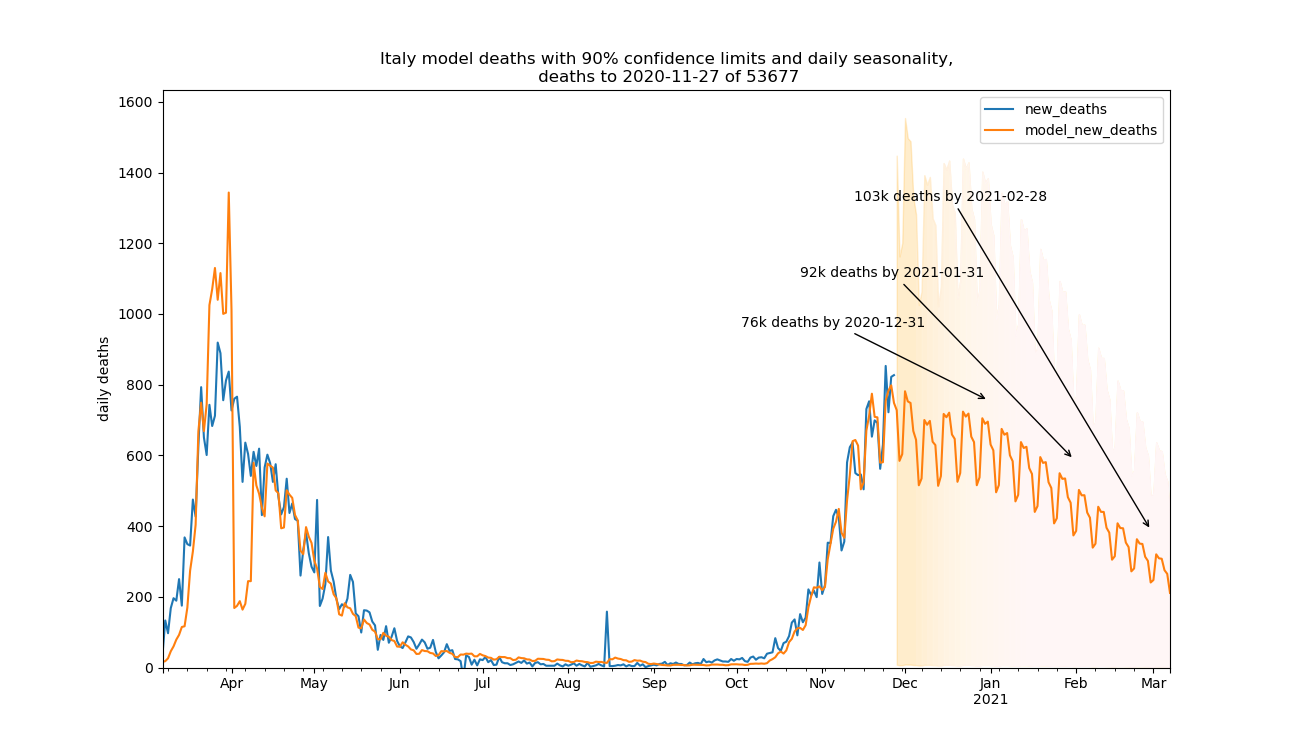 Italy model deaths with 90% confidence limits and daily seasonality,
deaths to 2020-11-27 of 53677
new_deaths
model_new_deaths
103k deaths by 2021-02-28
92k deaths by 2021-01-31
76k deaths by 2020-12-31
daily deaths
1600
1400
1200
1000
800
600
400
200
0
Apr May Jun Jul Aug Sep Oct Nov Dec Jan Feb Mar
2021